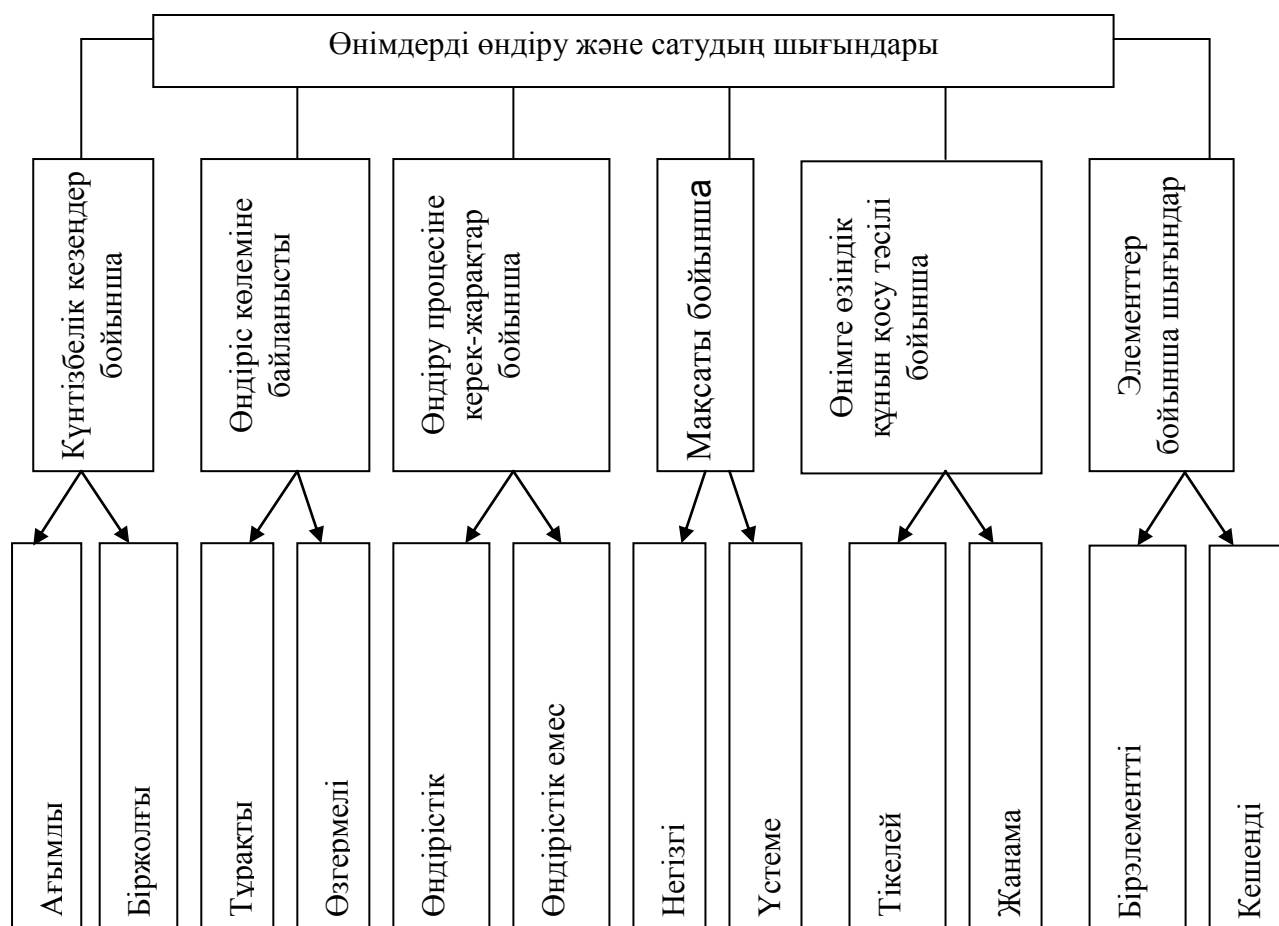 Өнімдерді өндіру және сатудың шығындары
Күнтізбелік кезеңдер
бойынша
Өндіріс көлеміне
байланысты
Өндіру процесіне
керек-жарақтар
бойынша
Мақсаты бойынша
Өнімге өзіндік
құнын қосу тәсілі
бойынша
Элементтер
бойынша шығындар
Ағымды
Біржолғы
Тұрақты
Өзгермелі
Өндірістік
Өндірістік емес
Негізгі
Үстеме
Тікелей
Жанама
Бірэлементті
Кешенді